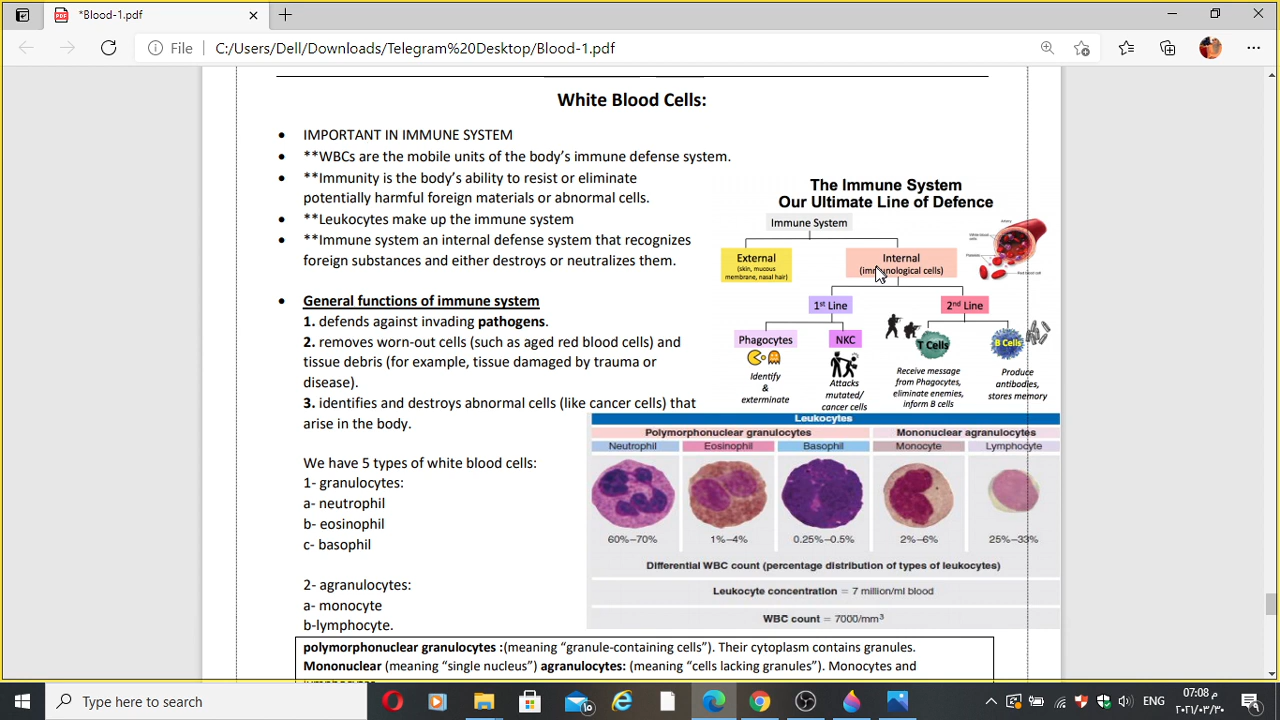 *Blood-1.pdf
File
C:/Users/Dell/Downloads/Telegram%20Desktop/Blood-1.pdf
White Blood Cells:
• IMPORTANT IN IMMUNE SYSTEM
• **WBCs are the mobile units of the body's immune defense system.
• **Immunity is the body's ability to resist or eliminate
potentially harmful foreign materials or abnormal cells.
• **Leukocytes make up the immune system
• **Immune system an internal defense system that recognizes
foreign substances and either destroys or neutralizes them.
• General functions of immune system
1. defends against invading pathogens.
2. removes worn-out cells (such as aged red blood cells) and
tissue debris (for example, tissue damaged by trauma or
disease).
3. identifies and destroys abnormal cells (like cancer cells) that
arise in the body.
We have 5 types of white blood cells:
1- granulocytes:
a- neutrophil
b- eosinophil
c- basophil
2- agranulocytes:
a- monocyte
b-lymphocyte.
The Immune System
Our Ultimate Line of Defence
Immune System
External
(skin, mucous
membrane, nasal hair)
Internal
(immunological cells)
1st Line
2nd Line
Phagocytes
NKC
T Cells
B Cells
Identify
&
exterminate
Attacks
mutated/
cancer cells
Receive message
from Phagocytes,
eliminate enemies,
inform B cells
Produce
antibodies,
stores memory
Leukocytes
Polymorphonuclear granulocytes
Mononuclear agranulocytes
Neutrophil
Eosinophil
Basophil
Monocyte
Lymphocyte
60%–70%
1%–4%
0.25%–0.5%
2%–6%
25%–33%
Differential WBC count (percentage distribution of types of leukocytes)
Leukocyte concentration = 7 million/ml blood
WBC count = 7000/mm³
polymorphonuclear granulocytes :(meaning "granule-containing cells"). Their cytoplasm contains granules.
Mononuclear (meaning "single nucleus") agranulocytes: (meaning "cells lacking granules"). Monocytes and
Type here to search
ENG
07:08 م
٢٠٢١/٠٣/٣٠